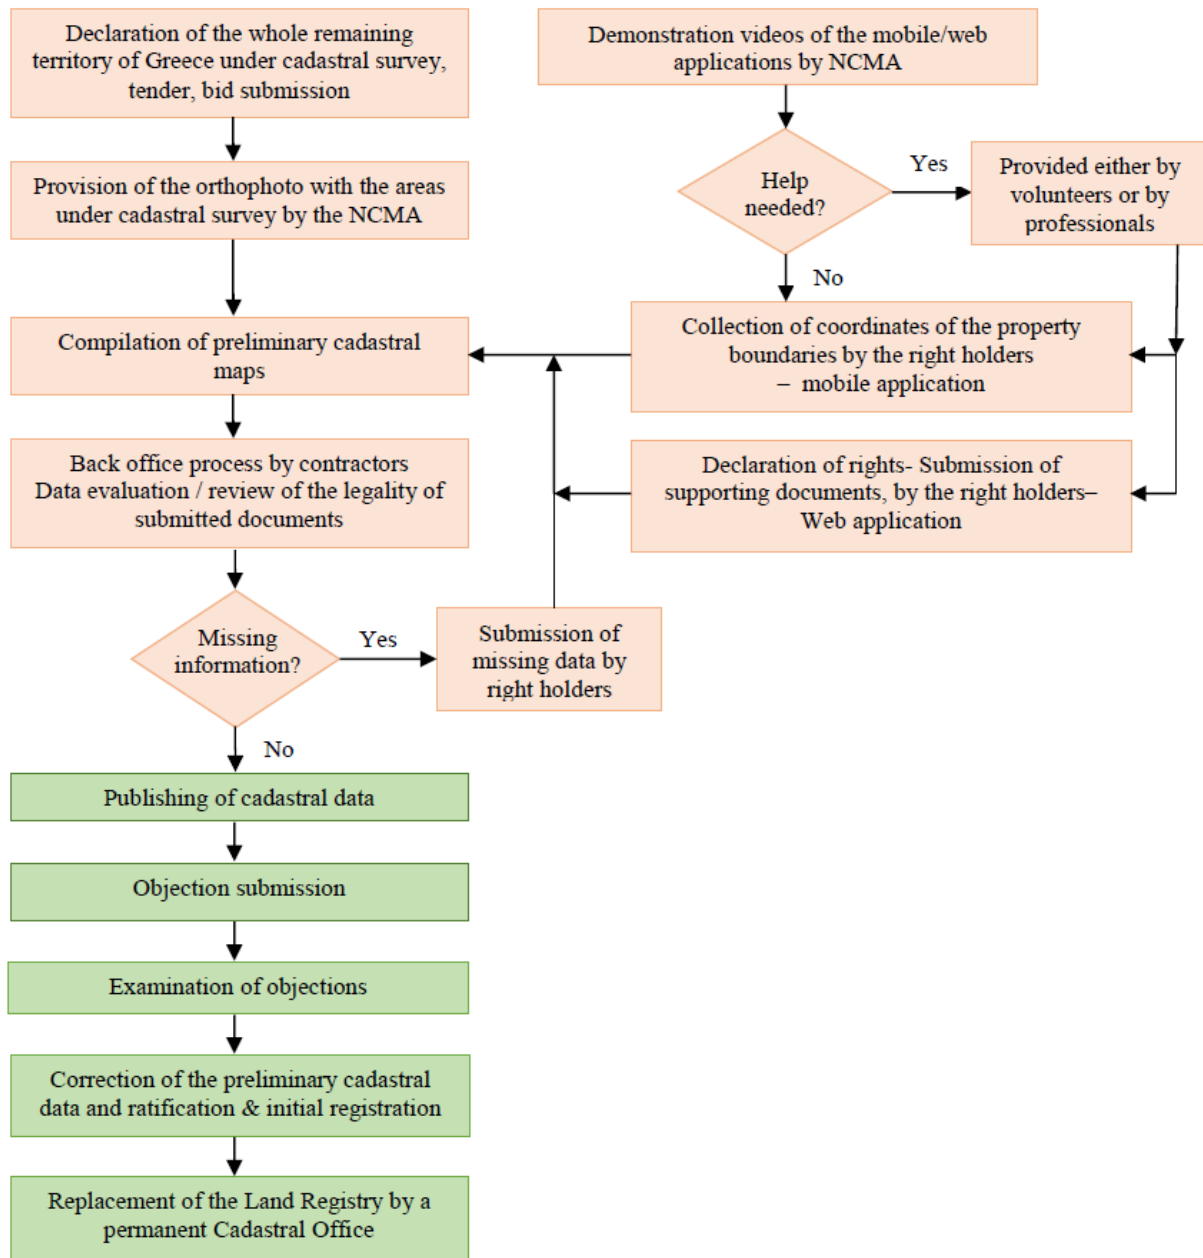 Declaration of the whole remaining
territory of Greece under cadastral survey,
tender, bid submission
Demonstration videos of the mobile/web
applications by NCMA
Provision of the orthophoto with the areas
under cadastral survey by the NCMA
Help
needed?
Yes
Provided either by
volunteers or by
professionals
No
Compilation of preliminary cadastral
maps
Collection of coordinates of the property
boundaries by the right holders
– mobile application
Back office process by contractors
Data evaluation / review of the legality of
submitted documents
Declaration of rights- Submission of
supporting documents, by the right holders–
Web application
Missing
information?
Yes
Submission of
missing data by
right holders
No
Publishing of cadastral data
Objection submission
Examination of objections
Correction of the preliminary cadastral
data and ratification & initial registration
Replacement of the Land Registry by a
permanent Cadastral Office